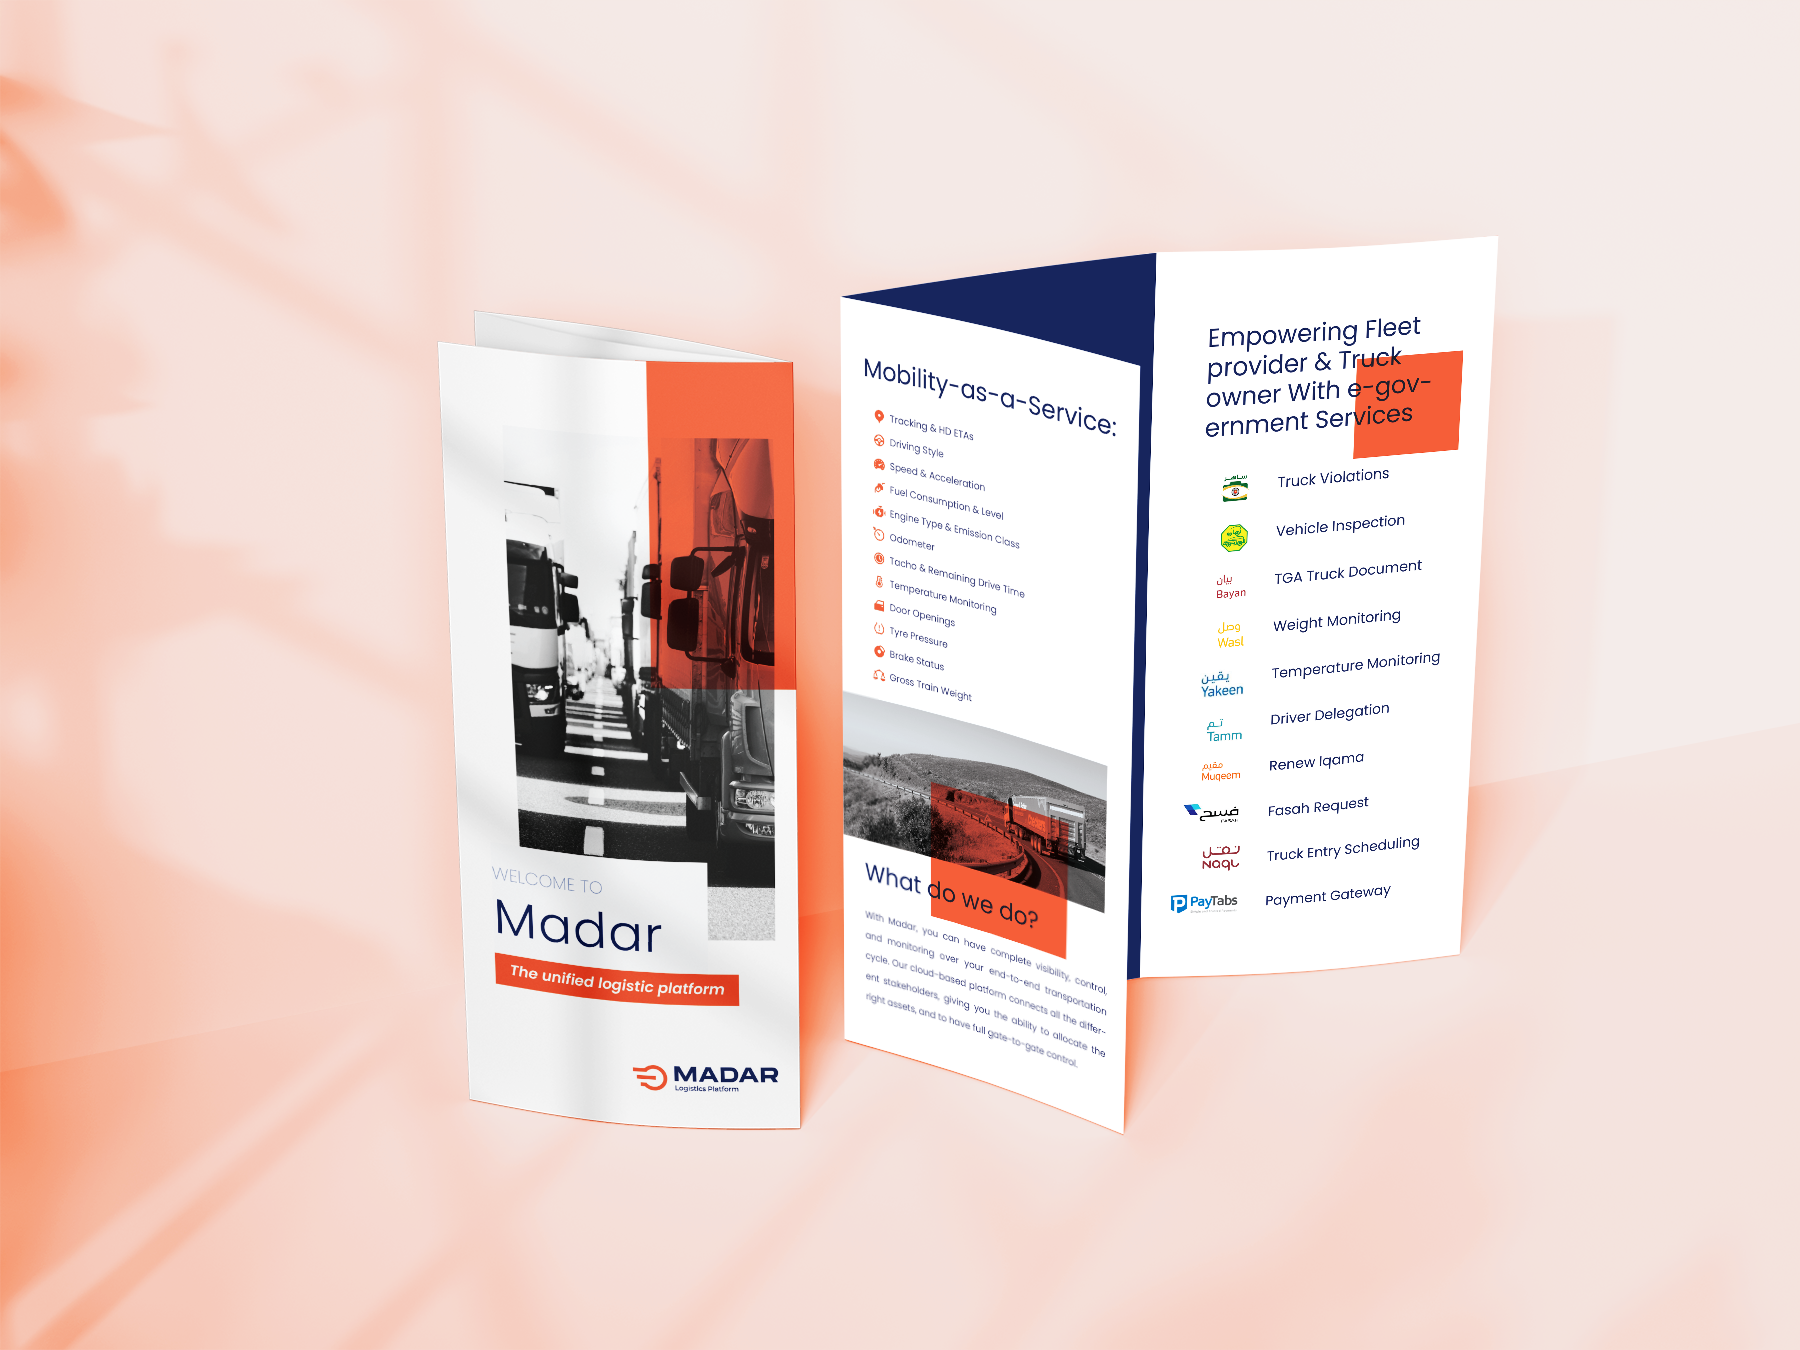 WELCOME TO
Madar
The unified logistic platform
MADAR
Logistics Platform
Mobility-as-a-Service:
Tracking & HD ETAs
Driving Style
Speed & Acceleration
Fuel Consumption & Level
Engine Type & Emission Class
Odometer
Tacho & Remaining Drive Time
Temperature Monitoring
Door Openings
Tyre Pressure
Brake Status
Gross Train Weight
What do we do?
With Madar, you can have complete visibility, control,
and monitoring over your end-to-end transportation
cycle. Our cloud-based platform connects all the differ-
ent stakeholders, giving you the ability to allocate the
right assets, and to have full gate-to-gate control.
Empowering Fleet
provider & Truck
owner With e-gov-
ernment Services
ساهر
Truck Violations
Vehicle Inspection
بيان
Bayan
TGA Truck Document
وصل
Wasl
Weight Monitoring
يقين
Yakeen
Temperature Monitoring
تم
Tamm
Driver Delegation
مقيم
Muqeem
Renew Iqama
فسح
Fasah Request
نقل
NAQL
Truck Entry Scheduling
PayTabs
Payment Gateway